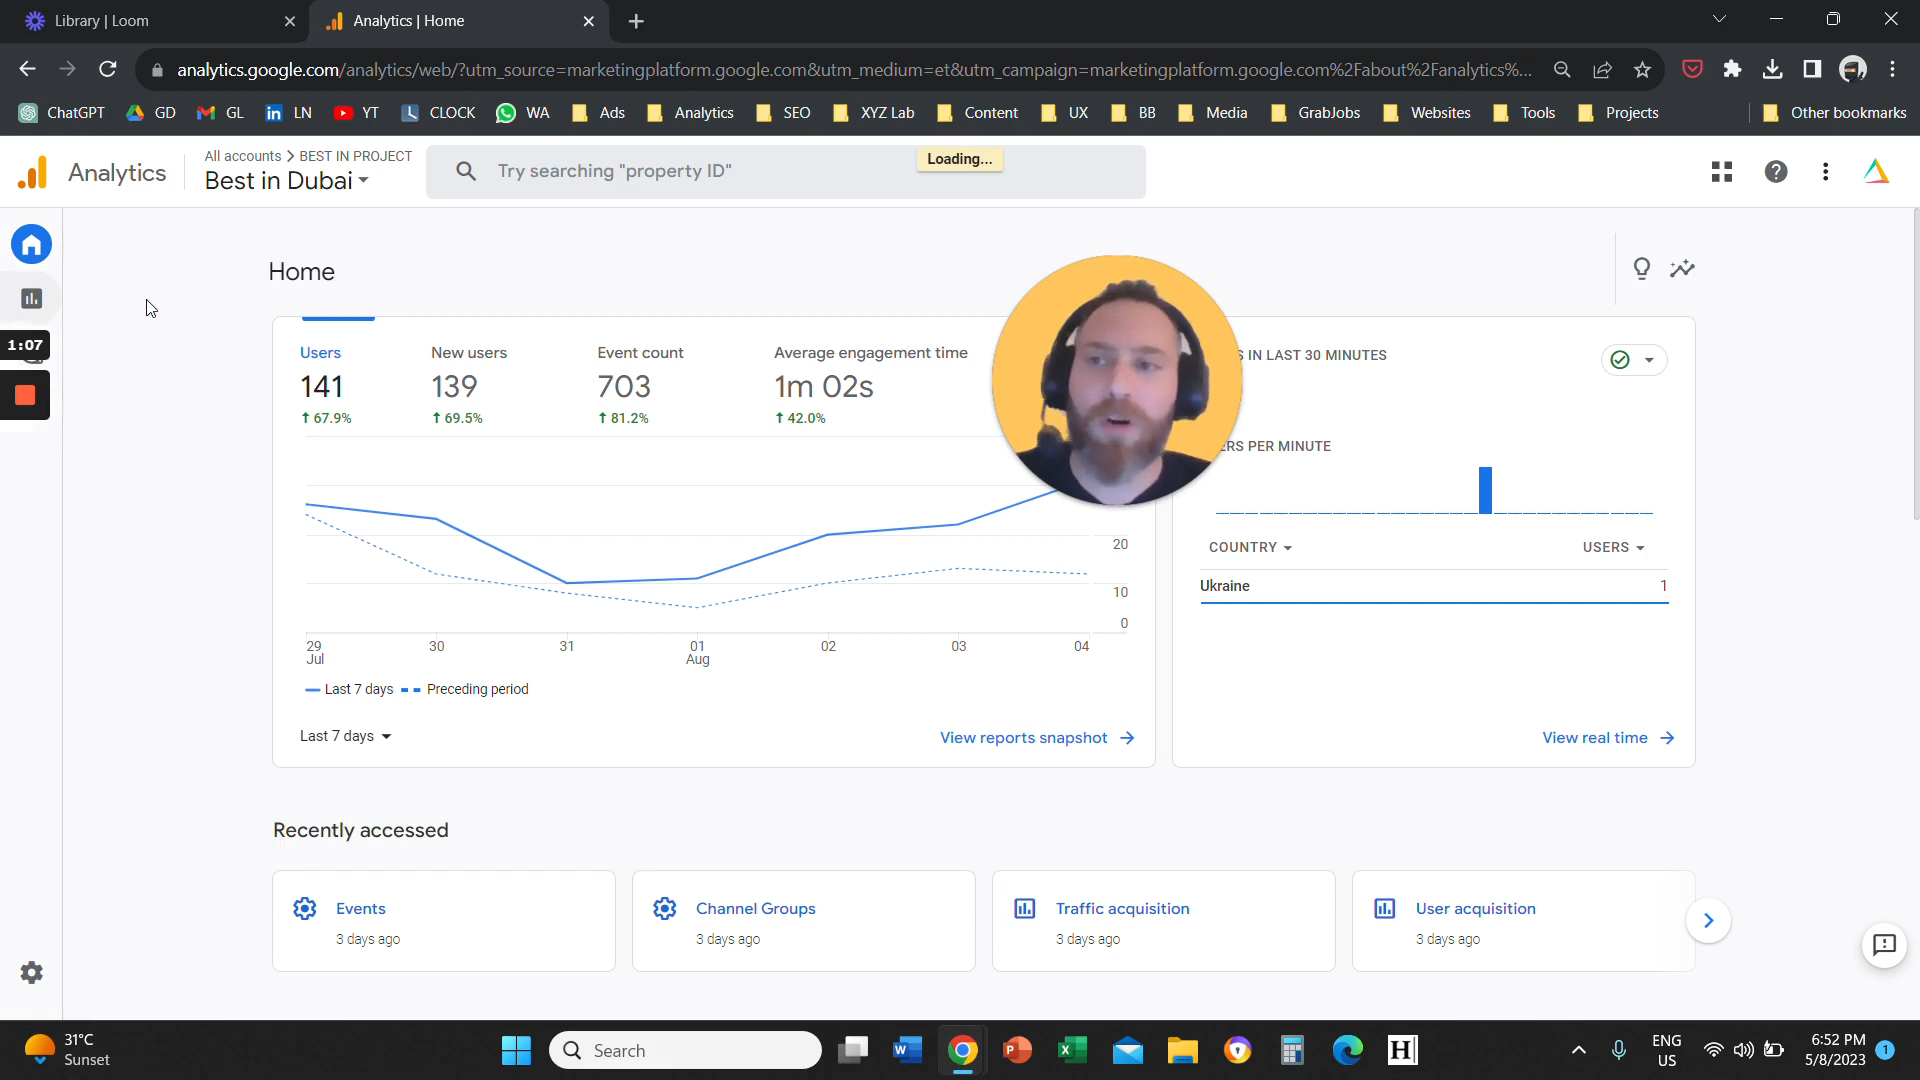 Library | Loom
Analytics | Home
analytics.google.com/analytics/web/?utm_source=marketingplatform.google.com&utm_medium=et&utm_campaign=marketingplatform.google.com%2Fabout%2Fanalytics%...
ChatGPT GD GL LN YT CLOCK WA Ads Analytics SEO XYZ Lab Content UX BB Media GrabJobs Websites Tools Projects Other bookmarks
Analytics
All accounts > BEST IN PROJECT
Best in Dubai
Try searching "property ID"
Loading...
Home
1:07
Users New users Event count Average engagement time
141 139 703 1m 02s
↑ 67.9% ↑ 69.5% ↑ 81.2% ↑ 42.0%
20
10
0
29 30 31 01 02 03 04
Jul Aug
Last 7 days Preceding period
Last 7 days
View reports snapshot
IN LAST 30 MINUTES
PER MINUTE
COUNTRY USERS
Ukraine 1
View real time
Recently accessed
Events
3 days ago
Channel Groups
3 days ago
Traffic acquisition
3 days ago
User acquisition
3 days ago
31°C
Sunset
Search
W
P
X
H
ENG
US
6:52 PM
5/8/2023
1